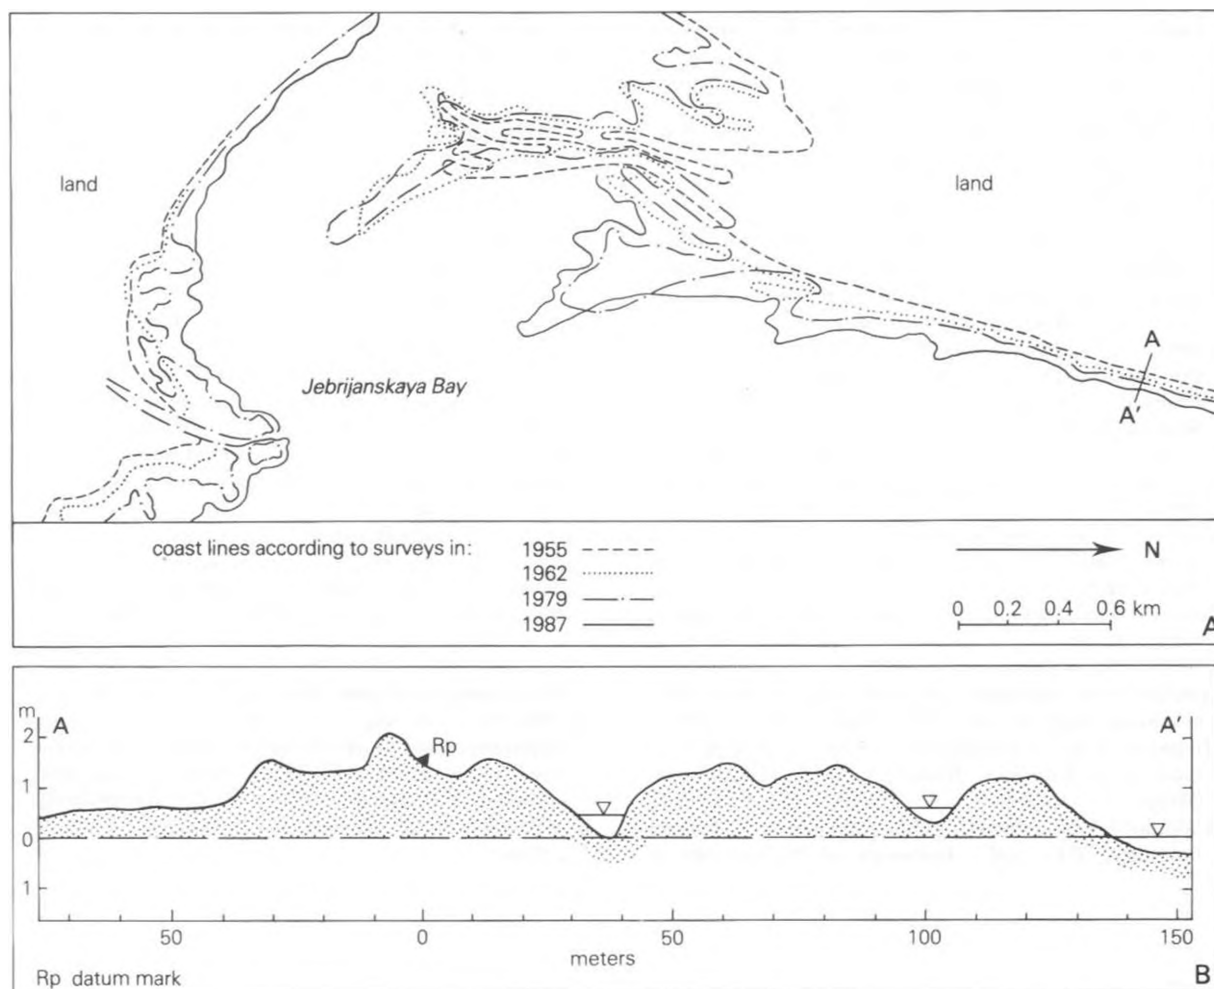 land
land
Jebrijanskaya Bay
A
A'
coast lines according to surveys in:
1955
1962
1979
1987
N
0 0.2 0.4 0.6 km
A
m
A
A'
2
Rp
1
0
1
50 0 50 100 150
meters
Rp datum mark
B